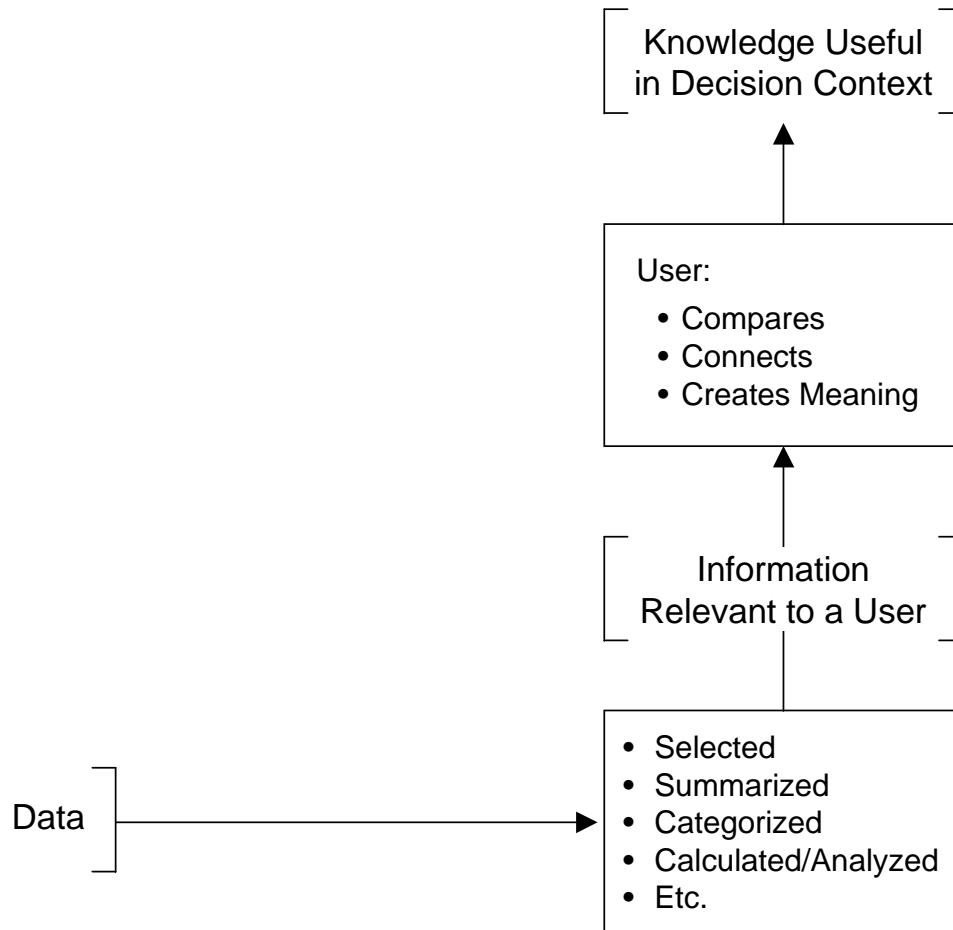 Knowledge Useful
in Decision Context
User:
• Compares
• Connects
• Creates Meaning
Information
Relevant to a User
Data
• Selected
• Summarized
• Categorized
• Calculated/Analyzed
• Etc.